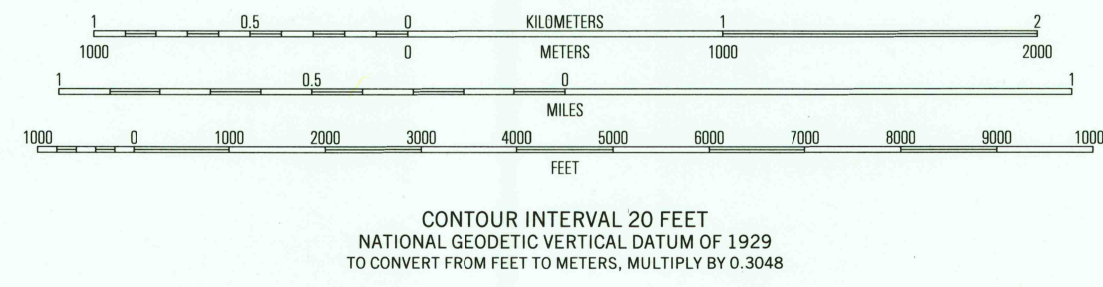 1 0.5 0 KILOMETERS 1 2
1000 0 METERS 1000 2000
1 0.5 0 1
MILES
1000 0 1000 2000 3000 4000 5000 6000 7000 8000 9000 1000
FEET
CONTOUR INTERVAL 20 FEET
NATIONAL GEODETIC VERTICAL DATUM OF 1929
TO CONVERT FROM FEET TO METERS, MULTIPLY BY 0.3048